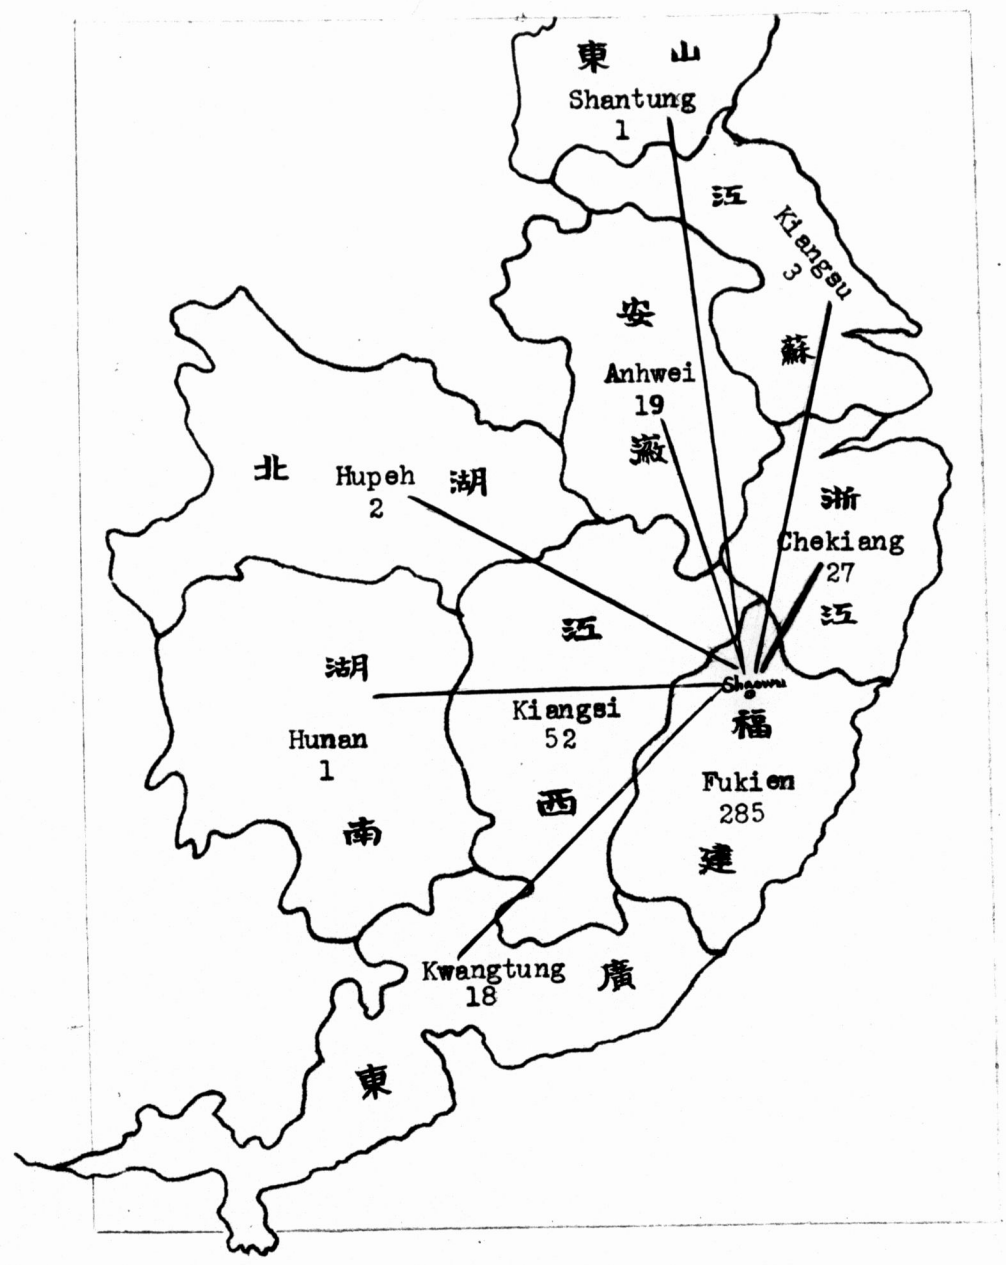 東 山
Shantung
1
江
Kiangsu
3
蘇
安
Anhwei
19
徽
北
Hupeh
2
湖
浙
Chekiang
27
江
湖
Hunan
1
南
江
Kiangsi
52
西
Shaowu
福
Fukien
285
建
Kwangtung
18
廣
東